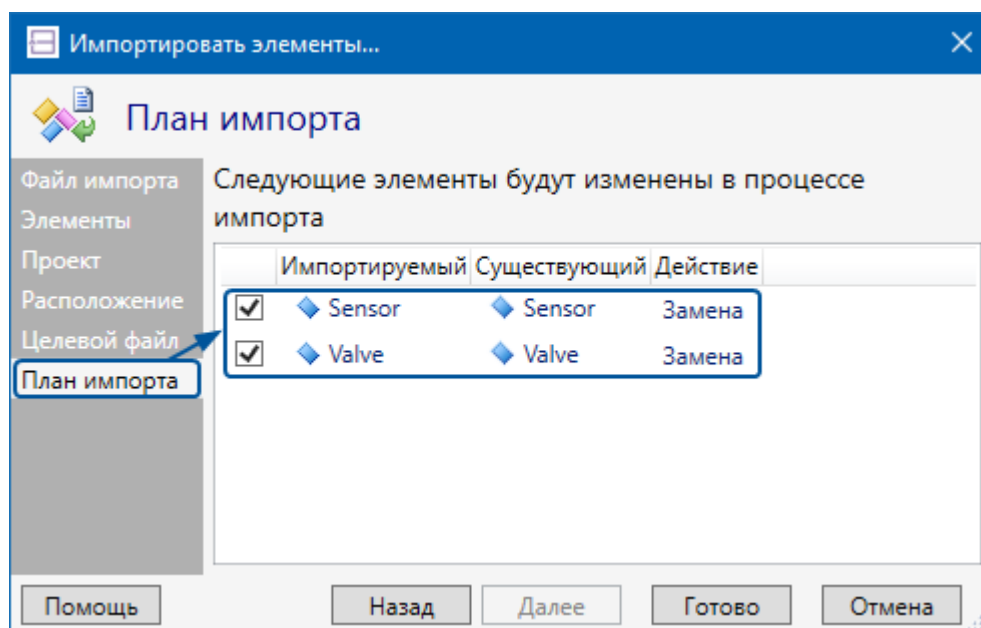 Импортировать элементы...
План импорта
Файл импорта
Элементы
Проект
Расположение
Целевой файл
План импорта
Следующие элементы будут изменены в процессе
импорта
Импортируемый Существующий Действие
Sensor Sensor Замена
Valve Valve Замена
Помощь Назад Далее Готово Отмена